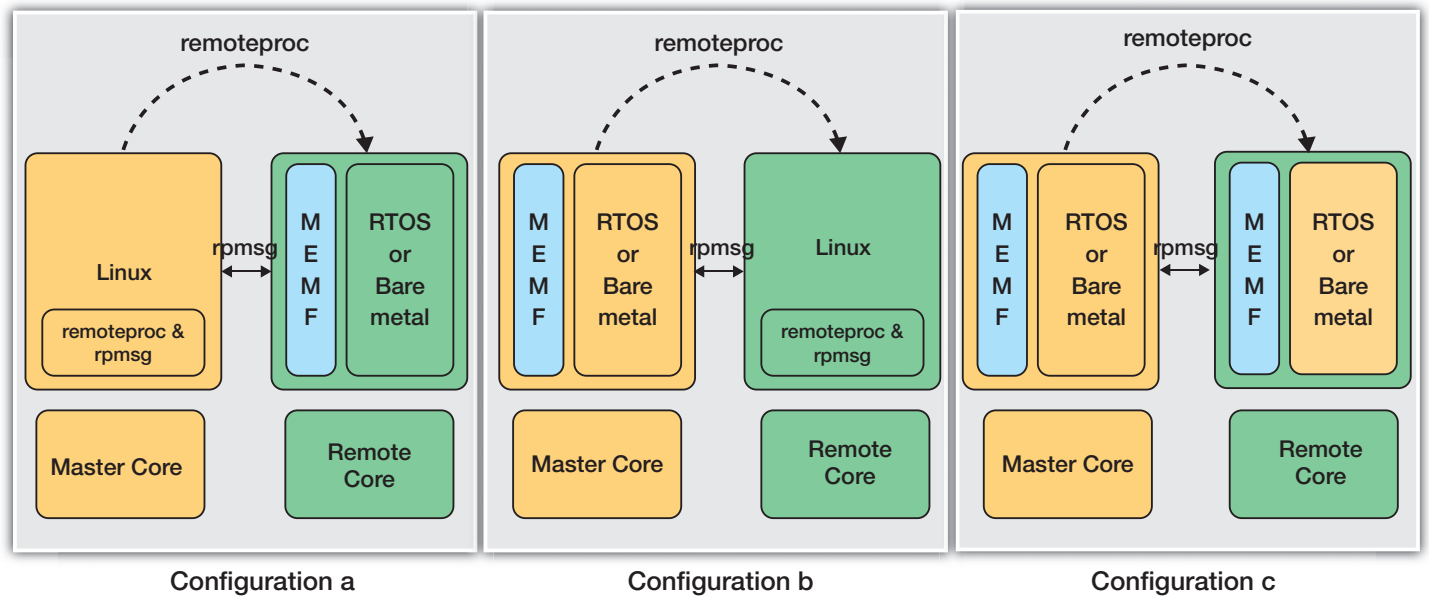 remoteproc
Linux
remoteproc &
rpmsg
rpmsg
M
E
M
F
RTOS
or
Bare
metal
Master Core
Remote
Core
Configuration a
remoteproc
M
E
M
F
RTOS
or
Bare
metal
rpmsg
Linux
remoteproc &
rpmsg
Master Core
Remote
Core
Configuration b
remoteproc
M
E
M
F
RTOS
or
Bare
metal
rpmsg
M
E
M
F
RTOS
or
Bare
metal
Master Core
Remote
Core
Configuration c